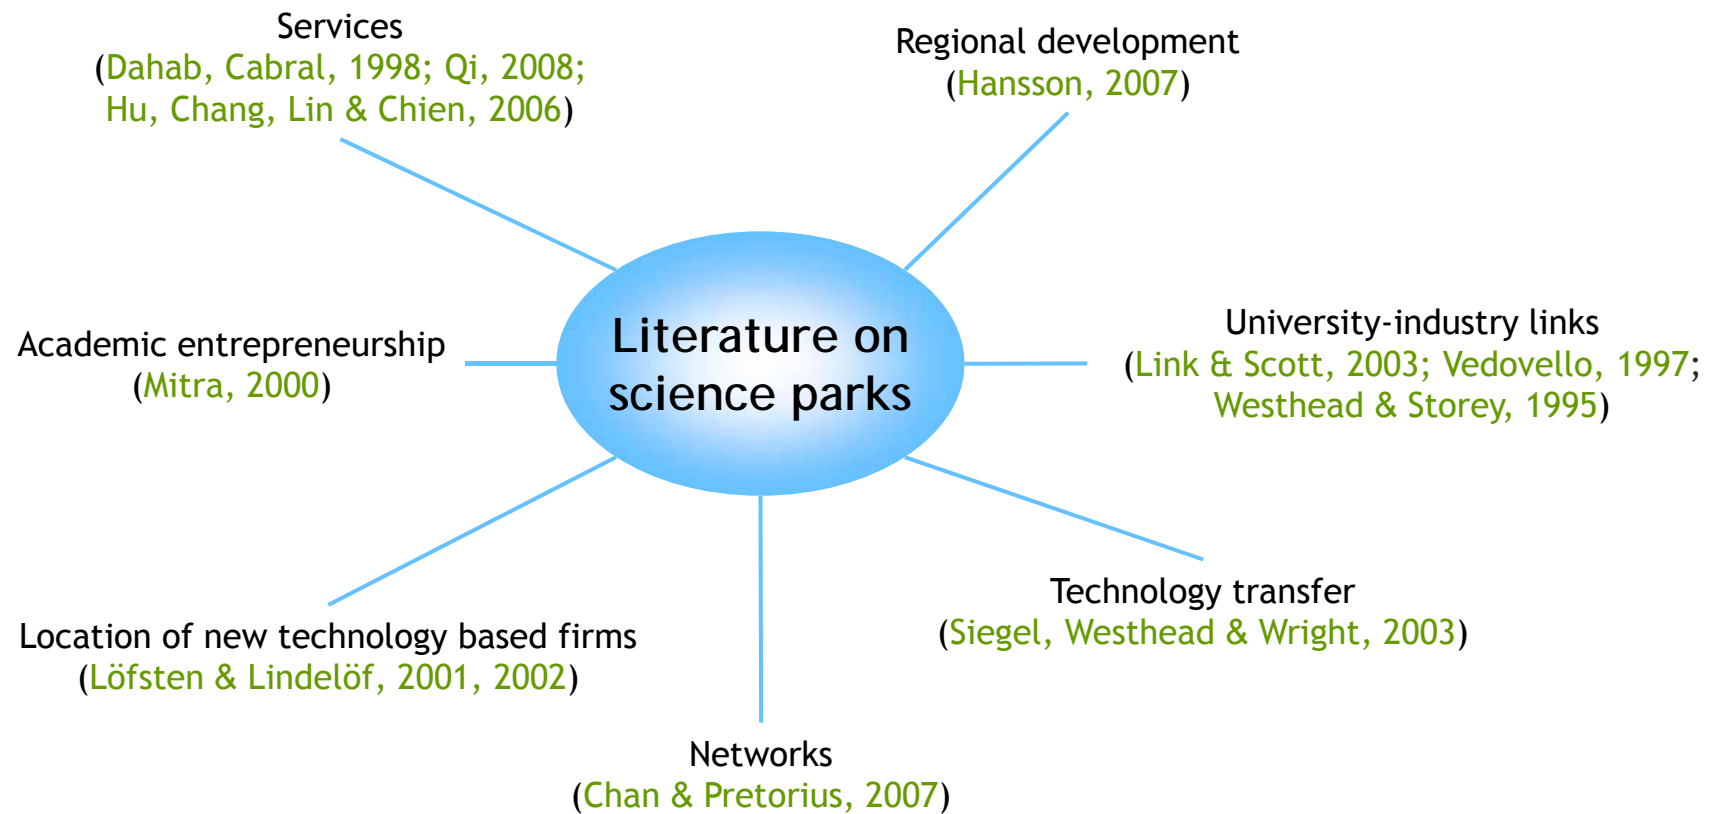 Services
(Dahab, Cabral, 1998; Qi, 2008;
Hu, Chang, Lin & Chien, 2006)
Regional development
(Hansson, 2007)
Literature on
science parks
Academic entrepreneurship
(Mitra, 2000)
University-industry links
(Link & Scott, 2003; Vedovello, 1997;
Westhead & Storey, 1995)
Technology transfer
(Siegel, Westhead & Wright, 2003)
Location of new technology based firms
(Löfsten & Lindelöf, 2001, 2002)
Networks
(Chan & Pretorius, 2007)